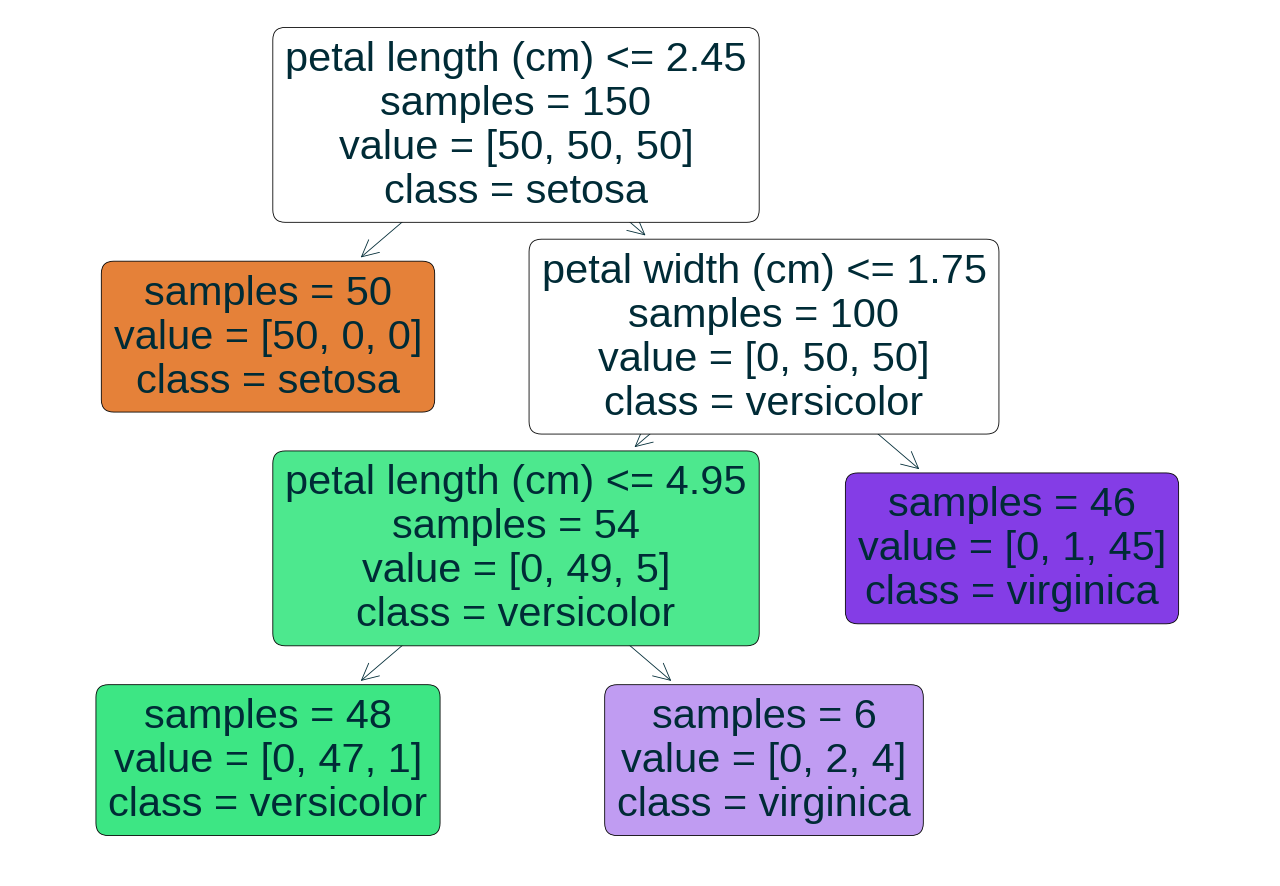 petal length (cm) <= 2.45
samples = 150
value = [50, 50, 50]
class = setosa
samples = 50
value = [50, 0, 0]
class = setosa
petal width (cm) <= 1.75
samples = 100
value = [0, 50, 50]
class = versicolor
petal length (cm) <= 4.95
samples = 54
value = [0, 49, 5]
class = versicolor
samples = 46
value = [0, 1, 45]
class = virginica
samples = 48
value = [0, 47, 1]
class = versicolor
samples = 6
value = [0, 2, 4]
class = virginica